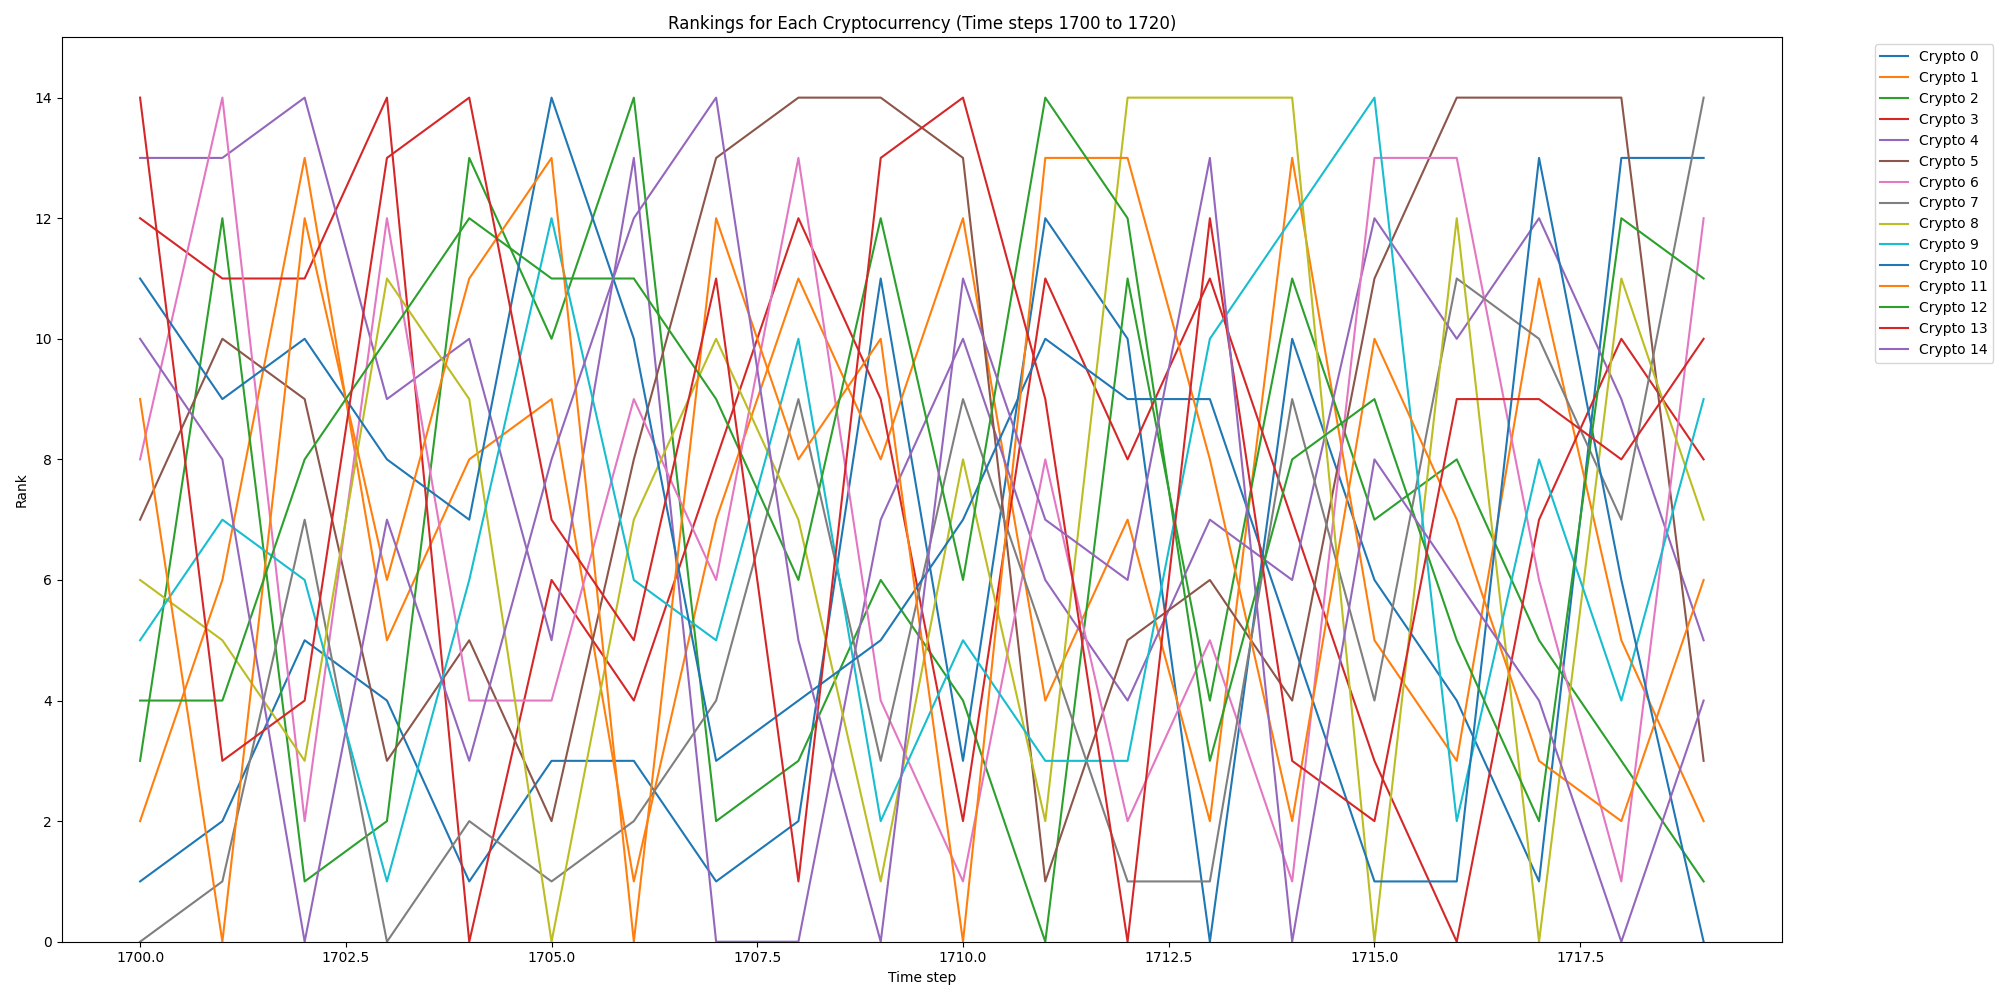 Rankings for Each Cryptocurrency (Time steps 1700 to 1720)
Rank
14
12
10
8
6
4
2
0
1700.0 1702.5 1705.0 1707.5 1710.0 1712.5 1715.0 1717.5
Time step
Crypto 0
Crypto 1
Crypto 2
Crypto 3
Crypto 4
Crypto 5
Crypto 6
Crypto 7
Crypto 8
Crypto 9
Crypto 10
Crypto 11
Crypto 12
Crypto 13
Crypto 14